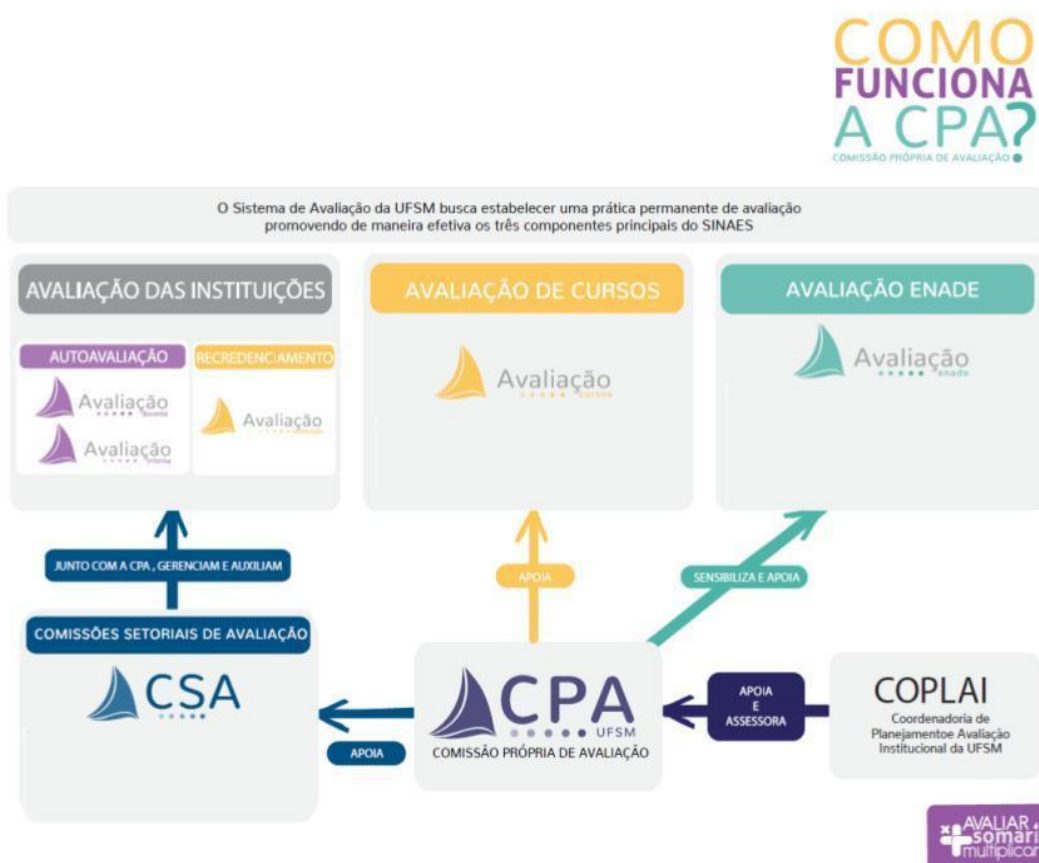 COMO
FUNCIONA
A CPA?
COMISSÃO PRÓPRIA DE AVALIAÇÃO
O Sistema de Avaliação da UFSM busca estabelecer uma prática permanente de avaliação
promovendo de maneira efetiva os três componentes principais do SINAES
AVALIAÇÃO DAS INSTITUIÇÕES
AUTOAVALIAÇÃO
Avaliação
docente
Avaliação
interna
RECREDENCIAMENTO
Avaliação
AVALIAÇÃO DE CURSOS
Avaliação
cursos
AVALIAÇÃO ENADE
Avaliação
enade
JUNTO COM A CPA , GERENCIAM E AUXILIAM
APOIA
SENSIBILIZA E APOIA
COMISSÕES SETORIAIS DE AVALIAÇÃO
CSA
APOIA
CPA
UFSM
COMISSÃO PRÓPRIA DE AVALIAÇÃO
APOIA
E
ASSESSORA
COPLAI
Coordenadoria de
Planejamentoe Avaliação
Institucional da UFSM
AVALIAR
somar
multiplicar